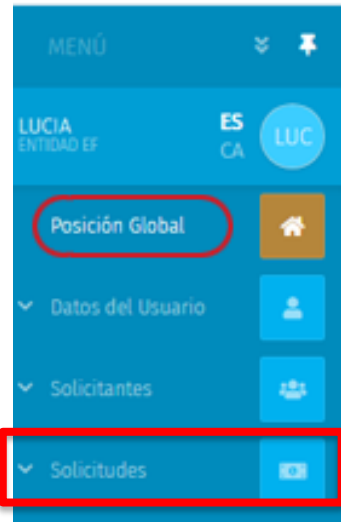 MENÚ
LUCIA
ENTIDAD EF
ES
CA
LUC
Posición Global
Datos del Usuario
Solicitantes
Solicitudes